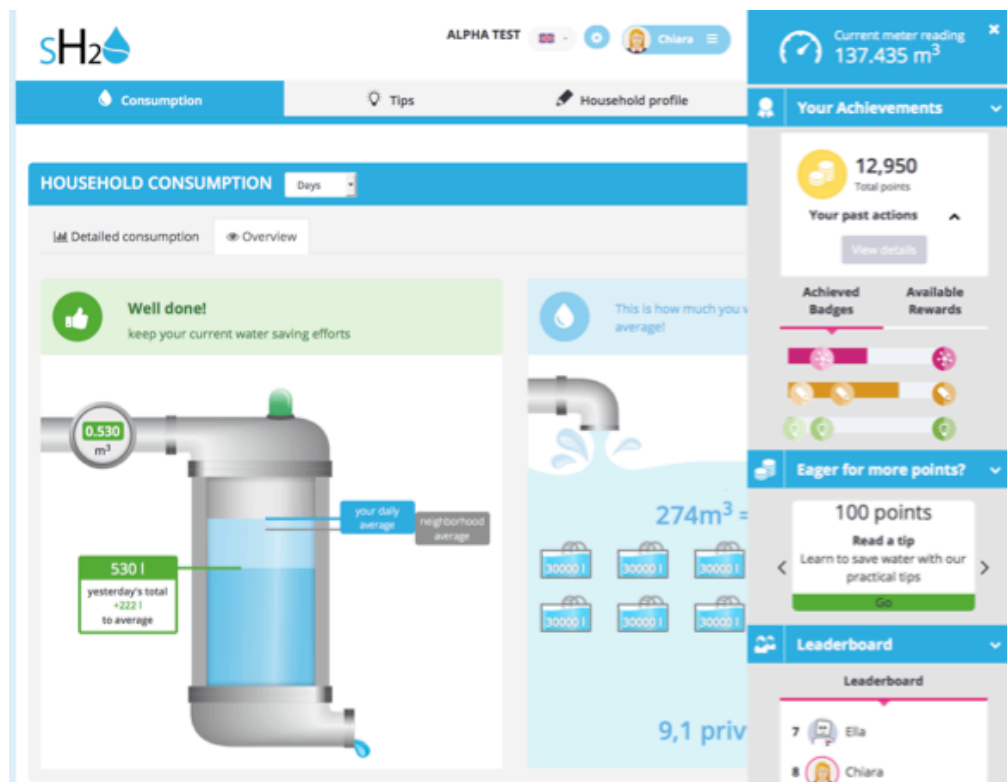 SH2
ALPHA TEST
Chiara
Current meter reading
137.435 m³
Consumption
Tips
Household profile
Your Achievements
12,950
Total points
Your past actions
View details
HOUSEHOLD CONSUMPTION
Days
Detailed consumption
Overview
Achieved Badges
Available Rewards
Well done!
keep your current water saving efforts
This is how much you
average!
0.530
m³
your daily
average
neighborhood
average
530 l
yesterday's total
+222 l
to average
274m³ =
30000 l
30000 l
30000 l
30000 l
30000 l
30000 l
9,1 priv
Eager for more points?
100 points
Read a tip
Learn to save water with our
practical tips
Go
Leaderboard
Leaderboard
7 Ella
8 Chiara